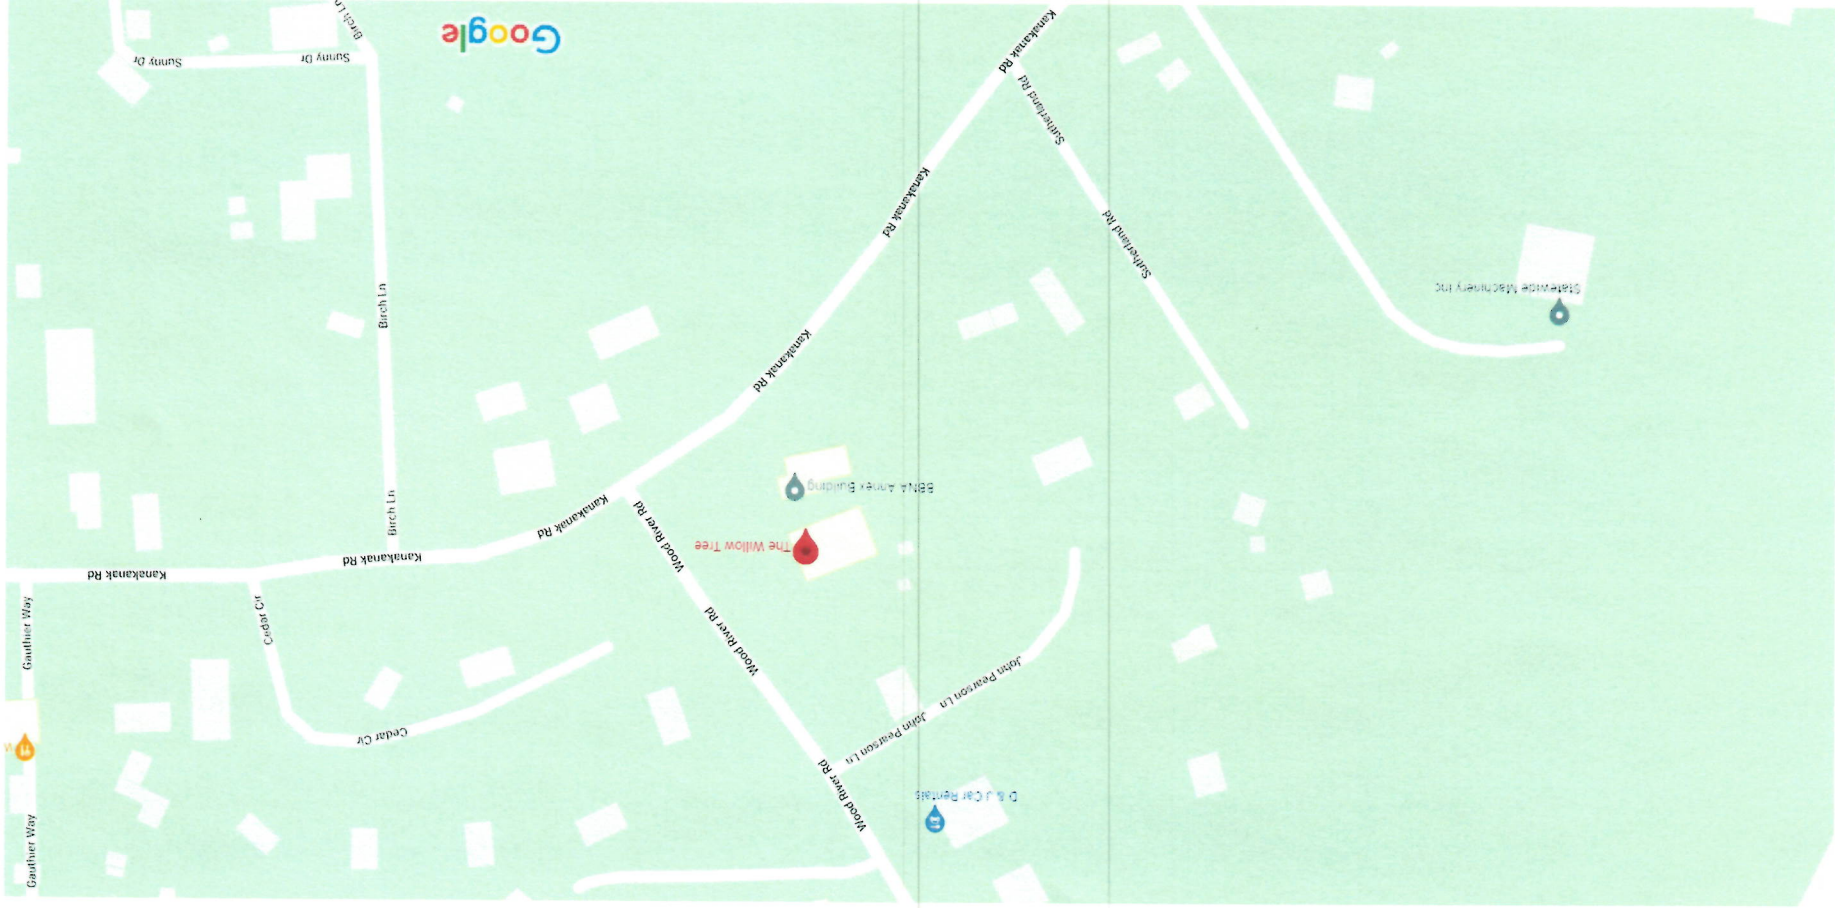 Gauthier Way
D & J Car Rentals
Wood River Rd
John Pearson Ln
John Pearson Ln
Cedar Cir
Gauthier Way
Wood River Rd
Cedar Cir
Kanakanak Rd
Kanakanak Rd
Wood River Rd
The Willow Tree
Kanakanak Rd
BBNA Annex Building
Birch Ln
Kanakanak Rd
Statewide Machinery Inc
Birch Ln
Sutherland Rd
Kanakanak Rd
Sutherland Rd
Sunny Dr
Sunny Dr
Kanakanak Rd
Google
Birch Ln